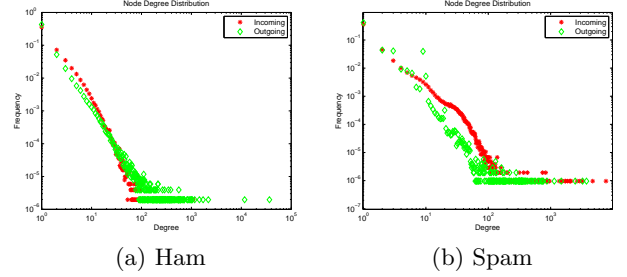 Node Degree Distribution
Incoming
Outgoing
10^0
10^-1
10^-2
10^-3
10^-4
10^-5
10^-6
Frequency
10^0 10^1 10^2 10^3 10^4 10^5
Degree
(a) Ham
Node Degree Distribution
Incoming
Outgoing
10^0
10^-1
10^-2
10^-3
10^-4
10^-5
10^-6
10^-7
Frequency
10^0 10^1 10^2 10^3
Degree
(b) Spam